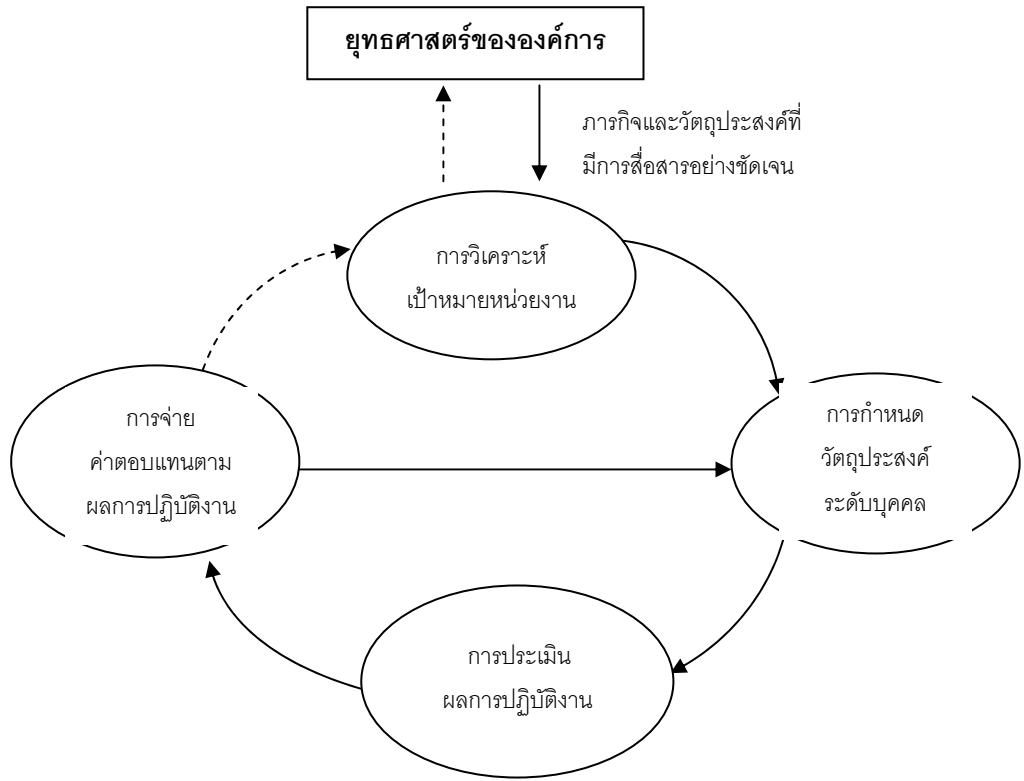 ยุทธศาสตร์ขององค์การ
ภารกิจและวัตถุประสงค์ที่
มีการสื่อสารอย่างชัดเจน
การวิเคราะห์
เป้าหมายหน่วยงาน
การจ่าย
ค่าตอบแทนตาม
ผลการปฏิบัติงาน
การกำหนด
วัตถุประสงค์
ระดับบุคคล
การประเมิน
ผลการปฏิบัติงาน